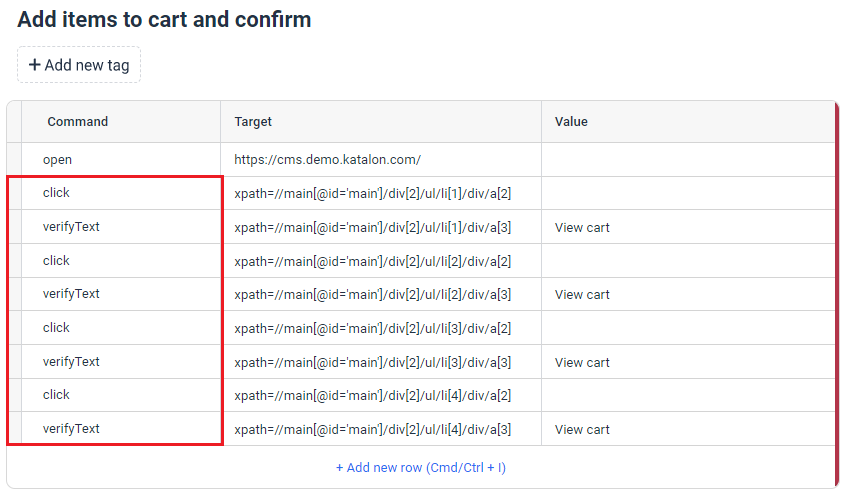 Add items to cart and confirm
+ Add new tag
Command Target Value
open https://cms.demo.katalon.com/
click xpath=//main[@id='main']/div[2]/ul/li[1]/div/a[2]
verifyText xpath=//main[@id='main']/div[2]/ul/li[1]/div/a[3] View cart
click xpath=//main[@id='main']/div[2]/ul/li[2]/div/a[2]
verifyText xpath=//main[@id='main']/div[2]/ul/li[2]/div/a[3] View cart
click xpath=//main[@id='main']/div[2]/ul/li[3]/div/a[2]
verifyText xpath=//main[@id='main']/div[2]/ul/li[3]/div/a[3] View cart
click xpath=//main[@id='main']/div[2]/ul/li[4]/div/a[2]
verifyText xpath=//main[@id='main']/div[2]/ul/li[4]/div/a[3] View cart
+ Add new row (Cmd/Ctrl + I)